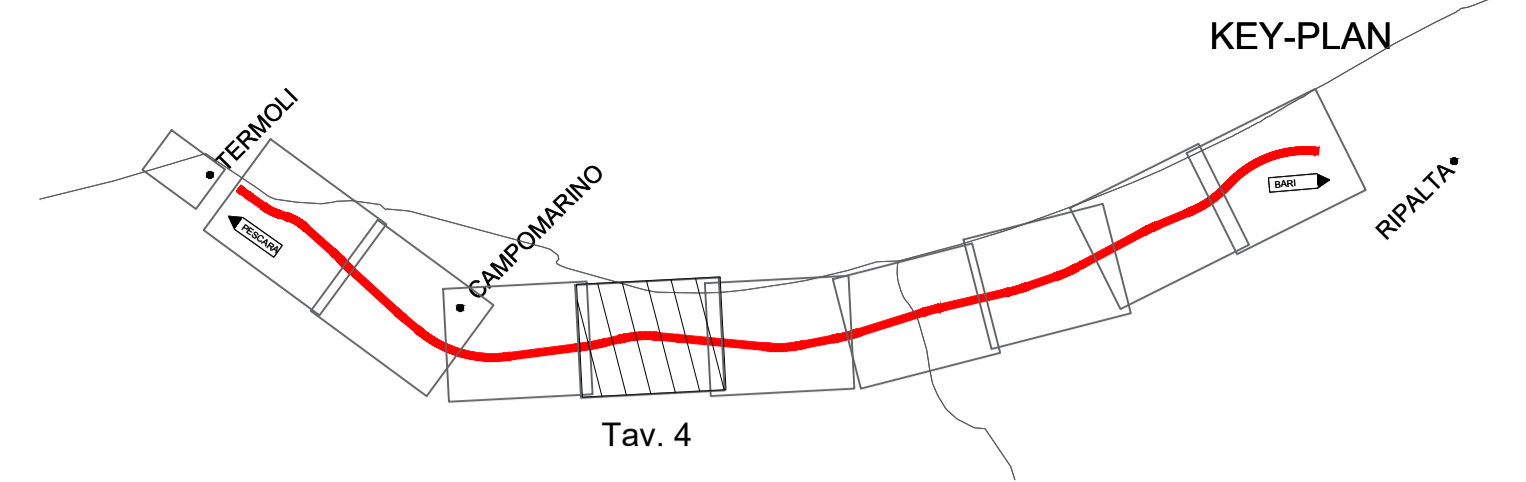 KEY-PLAN
TERMOLI
PESCARA
CAMPOMARINO
BARI
RIPALTA
Tav. 4